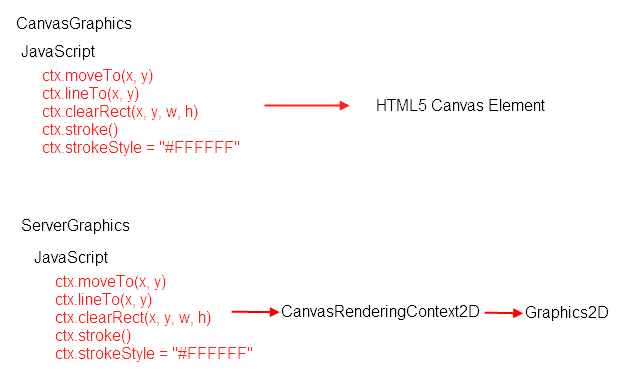 CanvasGraphics
JavaScript
ctx.moveTo(x, y)
ctx.lineTo(x, y)
ctx.clearRect(x, y, w, h)
ctx.stroke()
ctx.strokeStyle = "#FFFFFF"
HTML5 Canvas Element
ServerGraphics
JavaScript
ctx.moveTo(x, y)
ctx.lineTo(x, y)
ctx.clearRect(x, y, w, h)
ctx.stroke()
ctx.strokeStyle = "#FFFFFF"
CanvasRenderingContext2D
Graphics2D